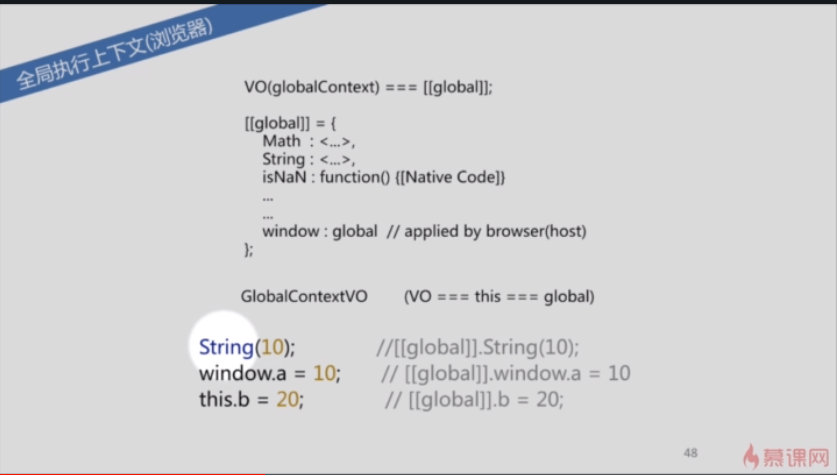 全局执行上下文(浏览器)
VO(globalContext) === [[global]];
[[global]] = {
Math : <...>,
String : <...>,
isNaN : function() {[Native Code]}
...
...
window : global // applied by browser(host)
};
GlobalContextVO (VO === this === global)
String(10); //[[global]].String(10);
window.a = 10; // [[global]].window.a = 10
this.b = 20; // [[global]].b = 20;
48
慕课网